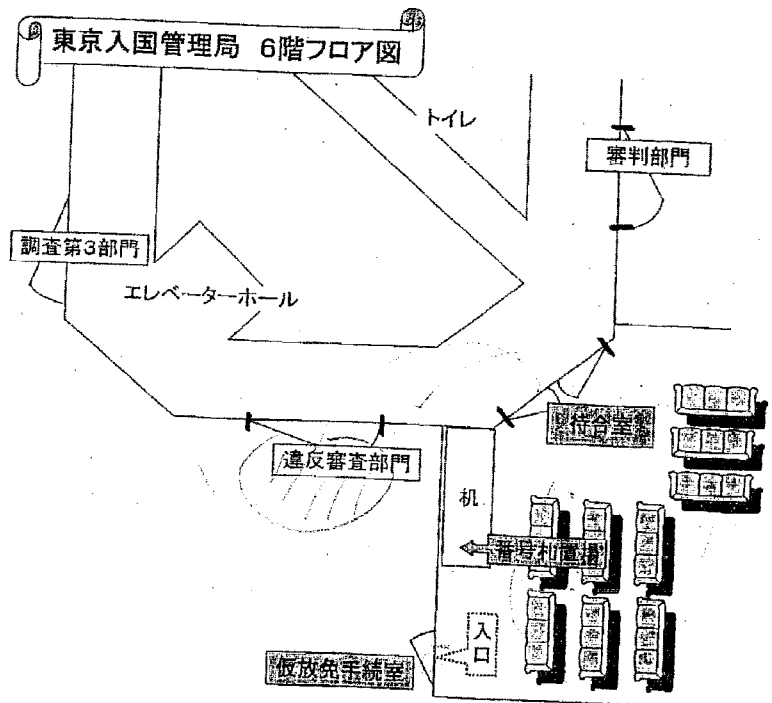 東京入国管理局 6階フロア図
トイレ
審判部門
調査第3部門
エレベーターホール
待合室
違反審査部門
机
番号札置場
入口
仮放免手続室